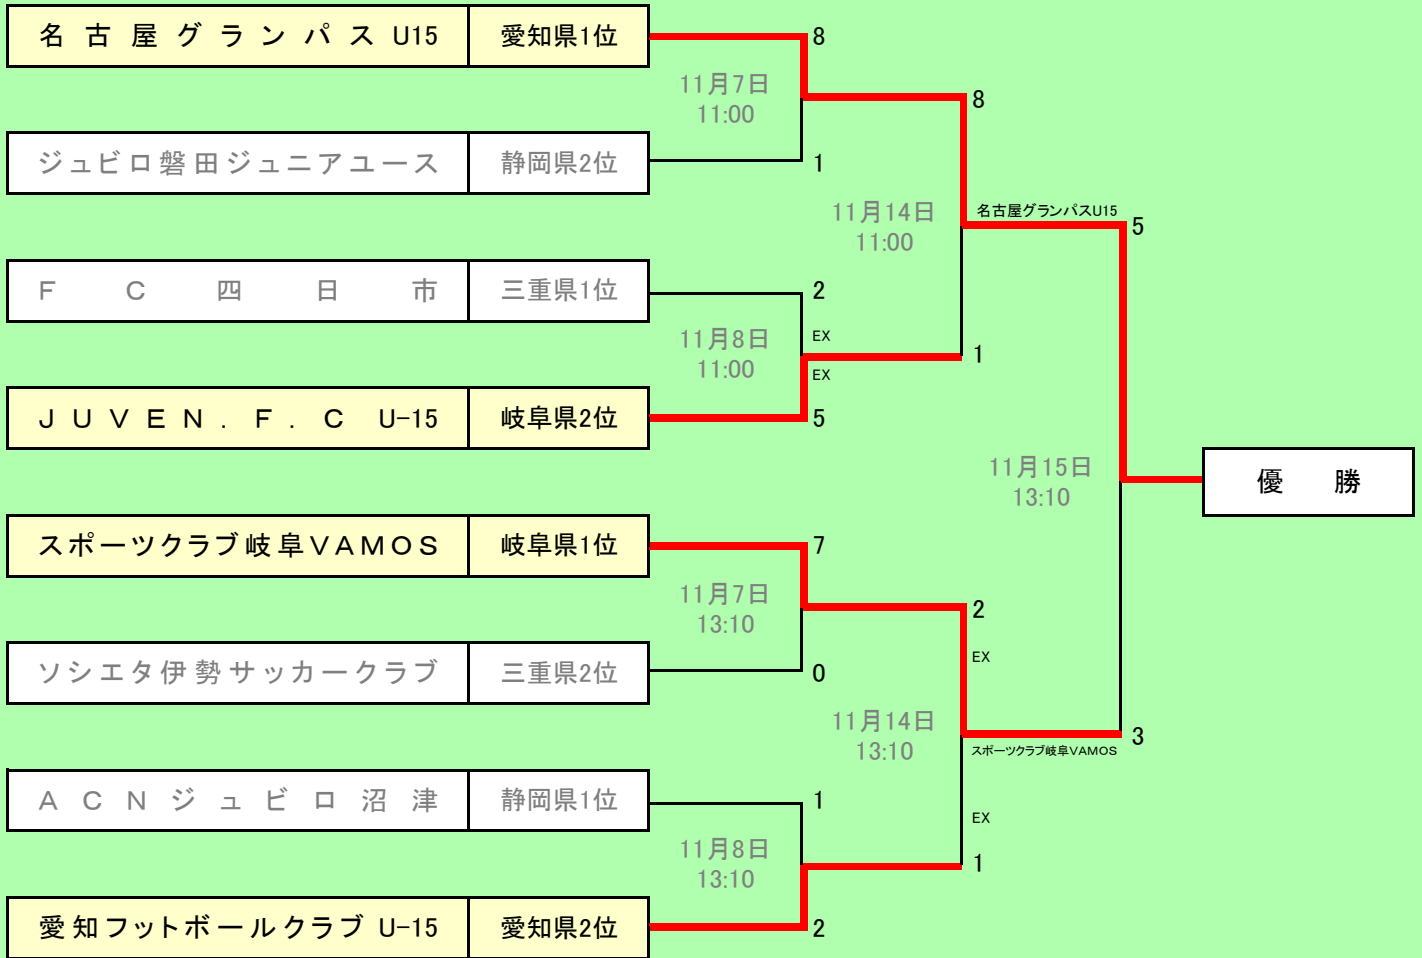 名古屋グランパス U15 愛知県1位
8
11月7日
11:00
8
ジュビロ磐田ジュニアユース 静岡県2位
1
11月14日
11:00
名古屋グランパスU15
5
FC四日市 三重県1位
2
11月8日
11:00
EX
EX
1
JUVEN.F.C U-15 岐阜県2位
5
11月15日
13:10
優勝
スポーツクラブ岐阜VAMOS 岐阜県1位
7
11月7日
13:10
2
EX
ソシエタ伊勢サッカークラブ 三重県2位
0
11月14日
13:10
スポーツクラブ岐阜VAMOS
3
ACNジュビロ沼津 静岡県1位
1
EX
11月8日
13:10
1
愛知フットボールクラブ U-15 愛知県2位
2